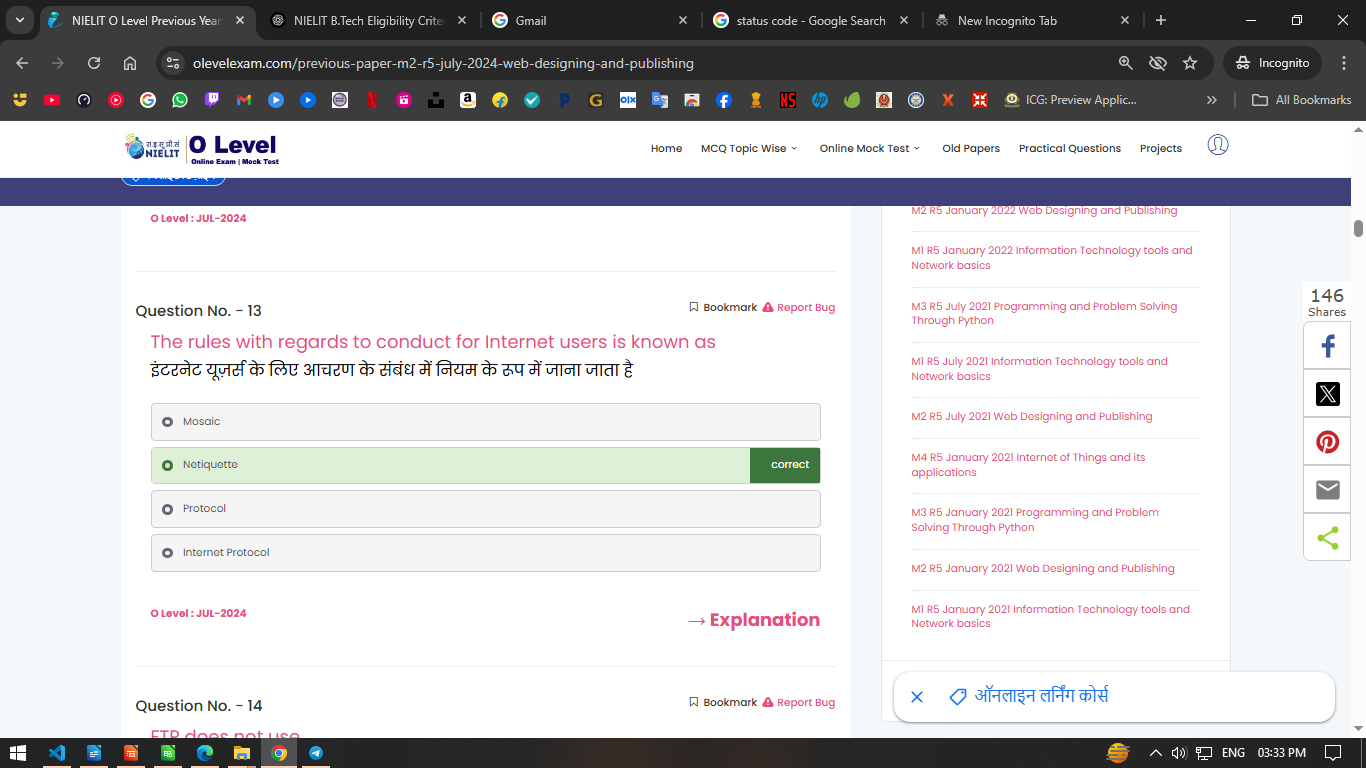 NIELIT O Level Previous Year
NIELIT B.Tech Eligibility Crite
Gmail
status code - Google Search
New Incognito Tab
olevelexam.com/previous-paper-m2-r5-july-2024-web-designing-and-publishing
Incognito
ICG: Preview Applic...
All Bookmarks
रा.इ.सू.प्रौ.सं
NIELIT
O Level
Online Exam | Mock Test
Home
MCQ Topic Wise
Online Mock Test
Old Papers
Practical Questions
Projects
O Level : JUL-2024
Question No. - 13
Bookmark
Report Bug
The rules with regards to conduct for Internet users is known as
इंटरनेट यूज़र्स के लिए आचरण के संबंध में नियम के रूप में जाना जाता है
Mosaic
Netiquette
correct
Protocol
Internet Protocol
O Level : JUL-2024
→ Explanation
Question No. - 14
Bookmark
Report Bug
FTP does not use
M2 R5 January 2022 Web Designing and Publishing
M1 R5 January 2022 Information Technology tools and
Network basics
M3 R5 July 2021 Programming and Problem Solving
Through Python
M1 R5 July 2021 Information Technology tools and
Network basics
M2 R5 July 2021 Web Designing and Publishing
M4 R5 January 2021 Internet of Things and its
applications
M3 R5 January 2021 Programming and Problem
Solving Through Python
M2 R5 January 2021 Web Designing and Publishing
M1 R5 January 2021 Information Technology tools and
Network basics
146
Shares
ऑनलाइन लर्निंग कोर्स
ENG
03:33 PM